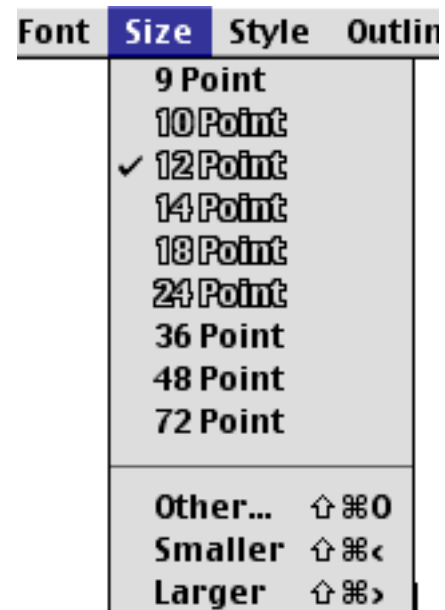 Font Size Style Outlin
9 Point
10 Point
✓ 12 Point
14 Point
18 Point
24 Point
36 Point
48 Point
72 Point
Other... ⇧⌘O
Smaller ⇧⌘<
Larger ⇧⌘>